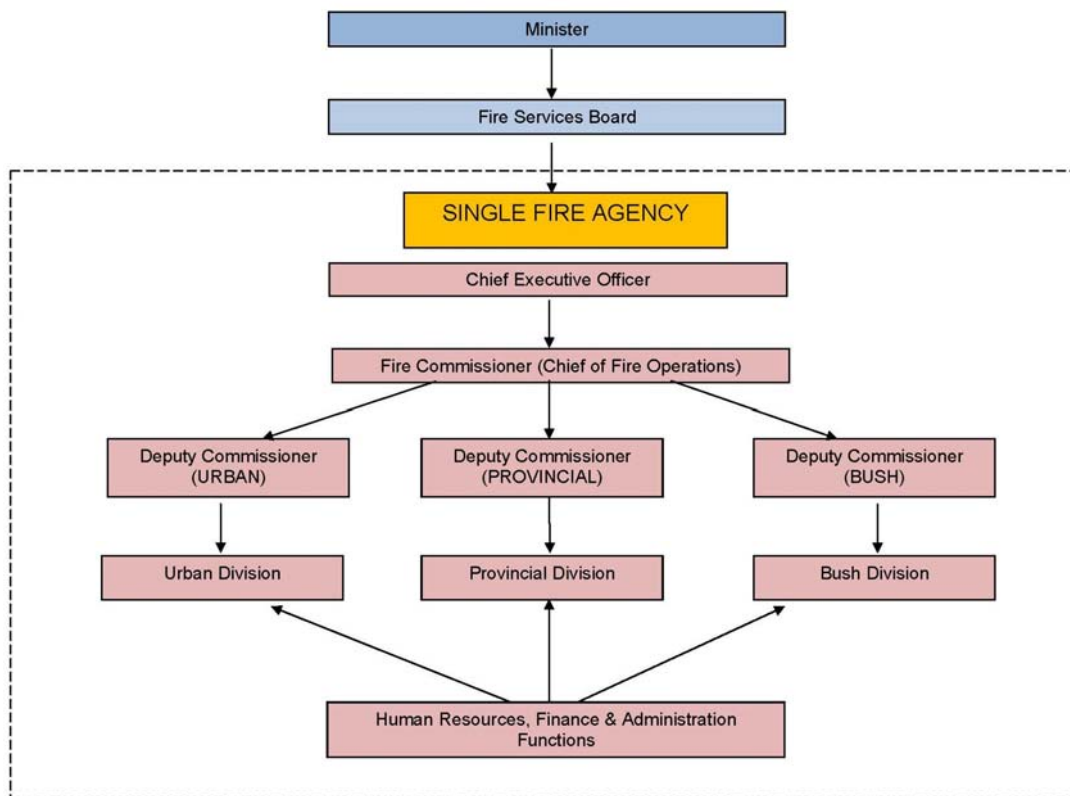 Minister
Fire Services Board
SINGLE FIRE AGENCY
Chief Executive Officer
Fire Commissioner (Chief of Fire Operations)
Deputy Commissioner
(URBAN)
Deputy Commissioner
(PROVINCIAL)
Deputy Commissioner
(BUSH)
Urban Division
Provincial Division
Bush Division
Human Resources, Finance & Administration
Functions